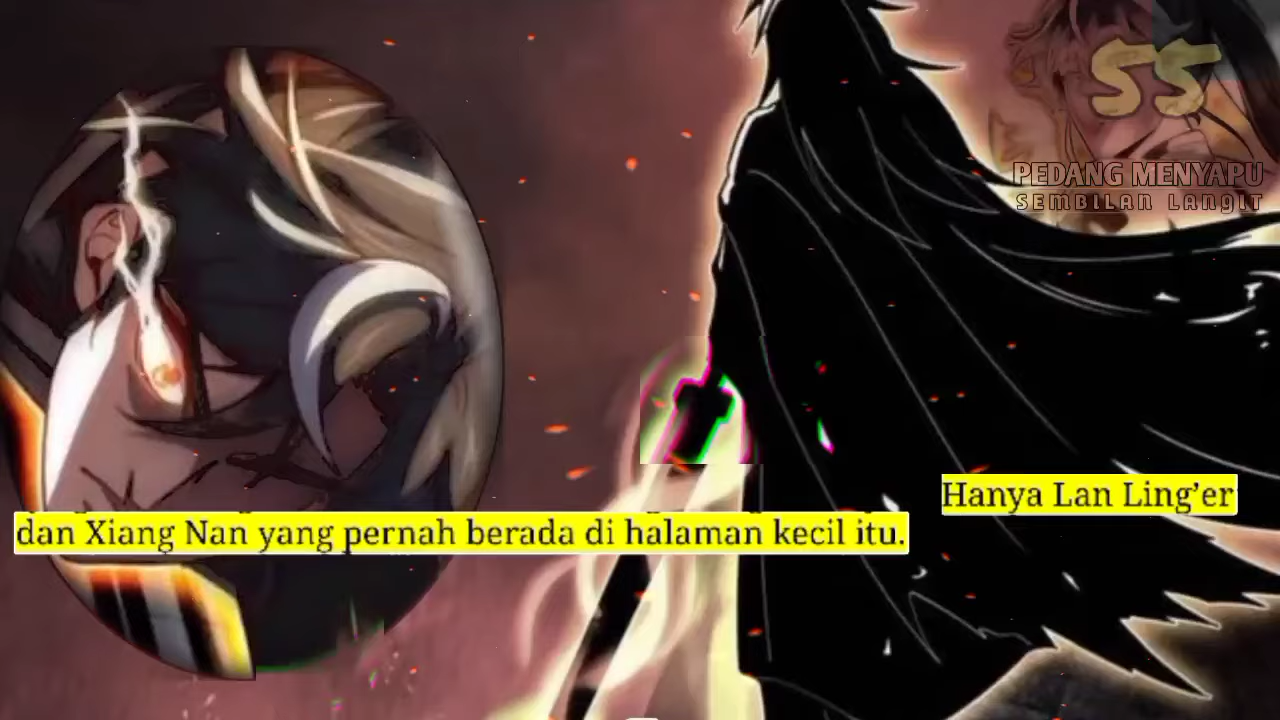 55
PEDANG MENYAPU
SEMBILAN LANGIT
Hanya Lan Ling'er
dan Xiang Nan yang pernah berada di halaman kecil itu.